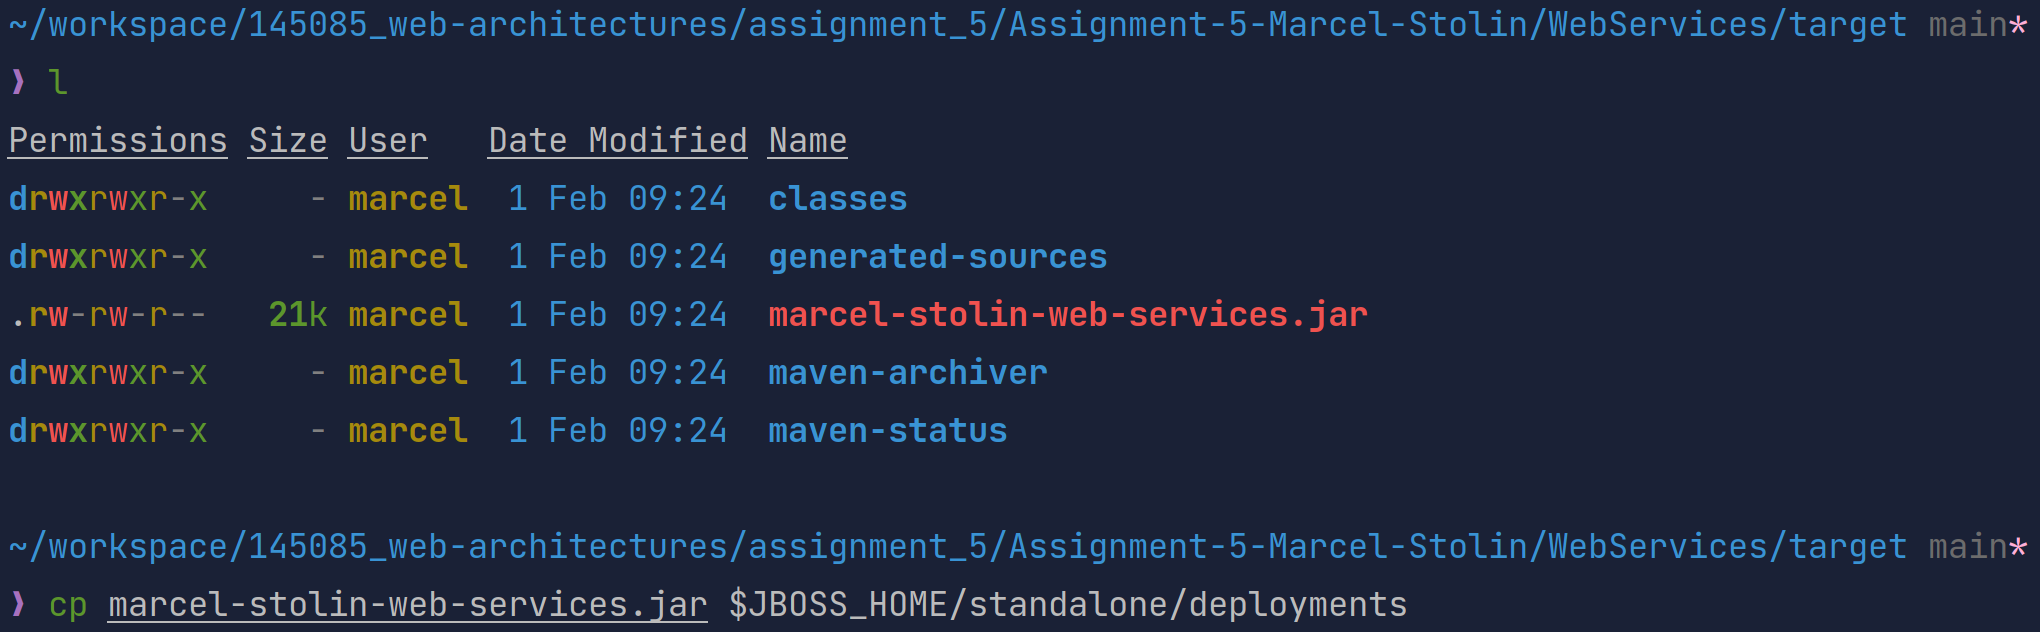 ~/workspace/145085_web-architectures/assignment_5/Assignment-5-Marcel-Stolin/WebServices/target main*
❱ l
Permissions Size User   Date Modified Name
drwxrwxr-x     - marcel  1 Feb 09:24  classes
drwxrwxr-x     - marcel  1 Feb 09:24  generated-sources
.rw-rw-r--   21k marcel  1 Feb 09:24  marcel-stolin-web-services.jar
drwxrwxr-x     - marcel  1 Feb 09:24  maven-archiver
drwxrwxr-x     - marcel  1 Feb 09:24  maven-status
~/workspace/145085_web-architectures/assignment_5/Assignment-5-Marcel-Stolin/WebServices/target main*
❱ cp marcel-stolin-web-services.jar $JBOSS_HOME/standalone/deployments